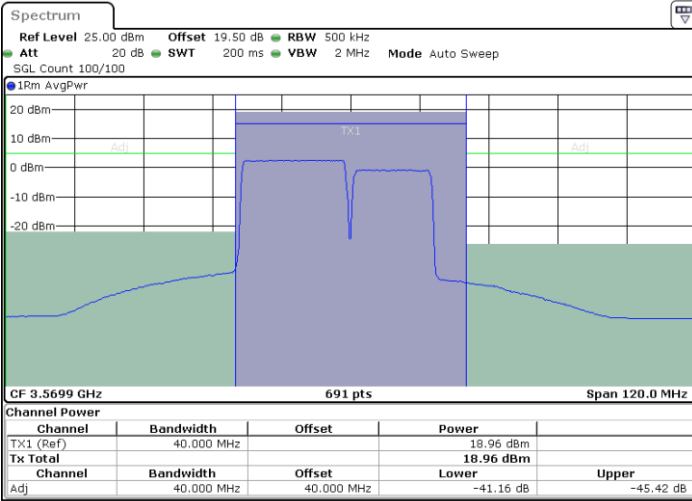 Spectrum
Ref Level 25.00 dBm Offset 19.50 dB RBW 500 kHz
Att 20 dB SWT 200 ms VBW 2 MHz Mode Auto Sweep
SGL Count 100/100
1Rm AvgPwr
20 dBm
TX1
10 dBm
Adj Adj
0 dBm
-10 dBm
-20 dBm
CF 3.5699 GHz 691 pts Span 120.0 MHz
Channel Power
Channel Bandwidth Offset Power
TX1 (Ref) 40.000 MHz 18.96 dBm
Tx Total 18.96 dBm
Channel Bandwidth Offset Lower Upper
Adj 40.000 MHz 40.000 MHz -41.16 dB -45.42 dB